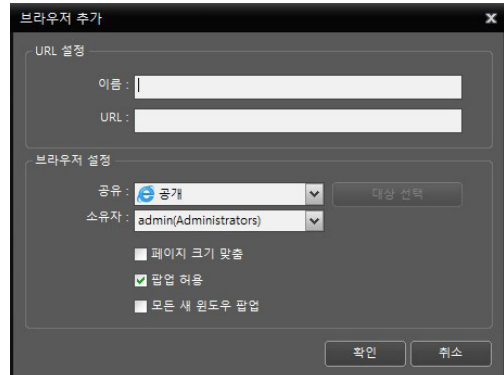 브라우저 추가
URL 설정
이름 :
URL :
브라우저 설정
공유 : 공개 대상 선택
소유자 : admin(Administrators)
페이지 크기 맞춤
팝업 허용
모든 새 윈도우 팝업
확인 취소